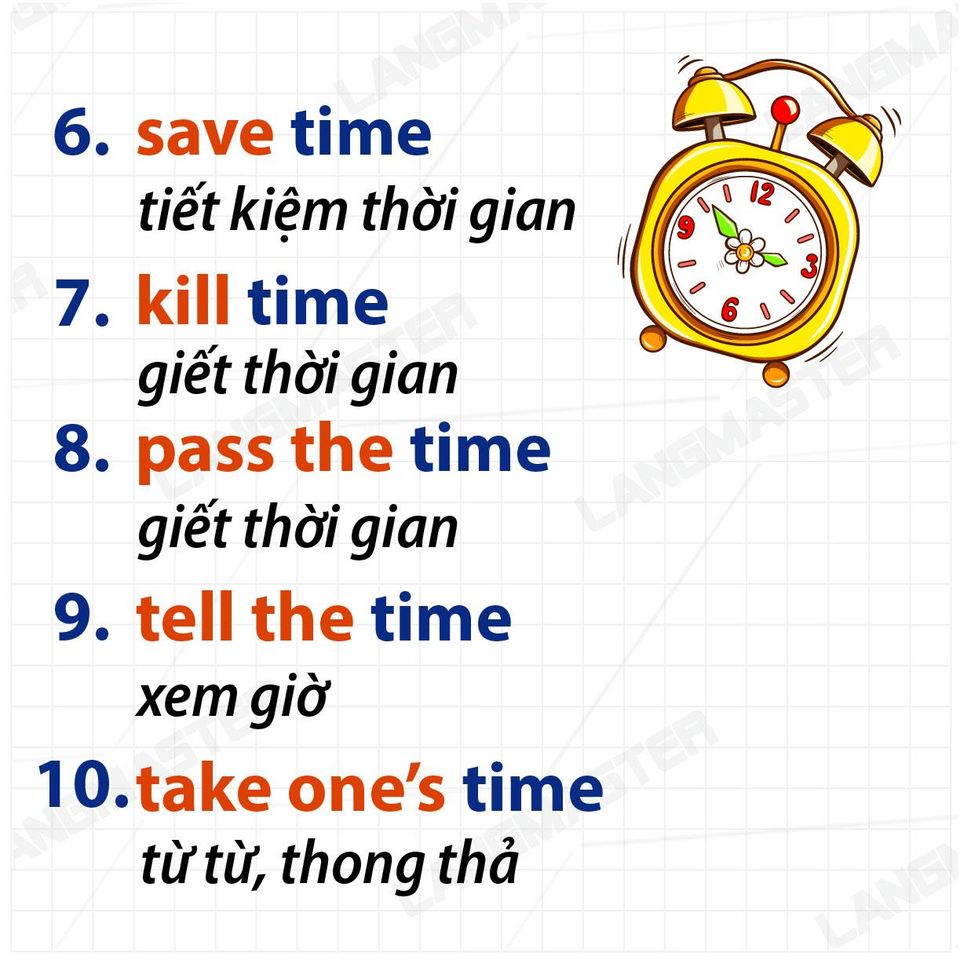 6. save time
tiết kiệm thời gian
7. kill time
giết thời gian
8. pass the time
giết thời gian
9. tell the time
xem giờ
10. take one’s time
từ từ, thong thả
12
9
3
6
LANGMASTER
LANGMASTER
LANGMASTER
LANGMASTER
LANGMASTER